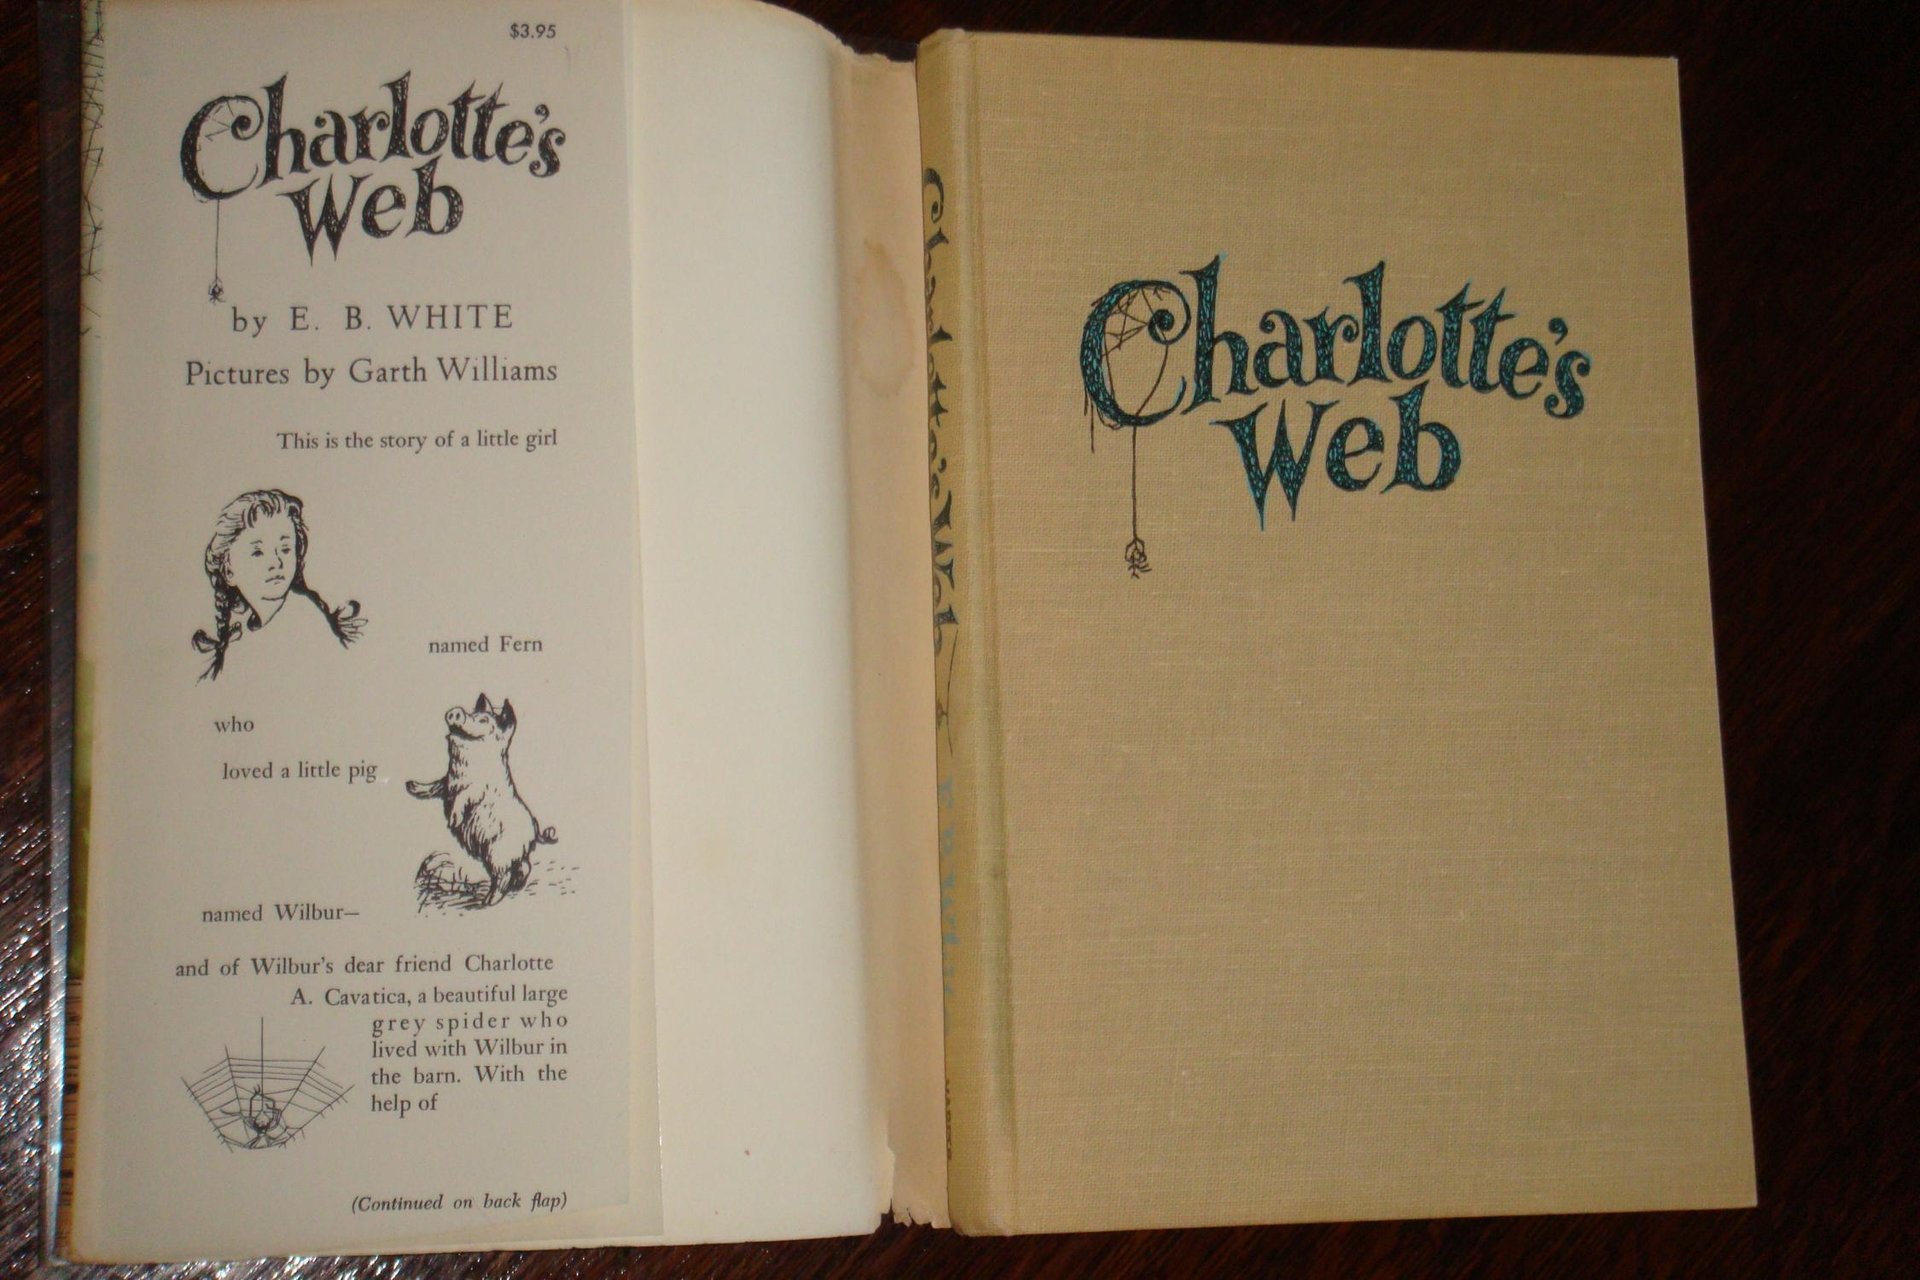 $3.95
Charlotte's
Web
by E. B. WHITE
Pictures by Garth Williams
This is the story of a little girl
named Fern
who
loved a little pig
named Wilbur—
and of Wilbur's dear friend Charlotte
A. Cavatica, a beautiful large
grey spider who
lived with Wilbur in
the barn. With the
help of
(Continued on back flap)
Charlotte's Web
Charlotte's
Web